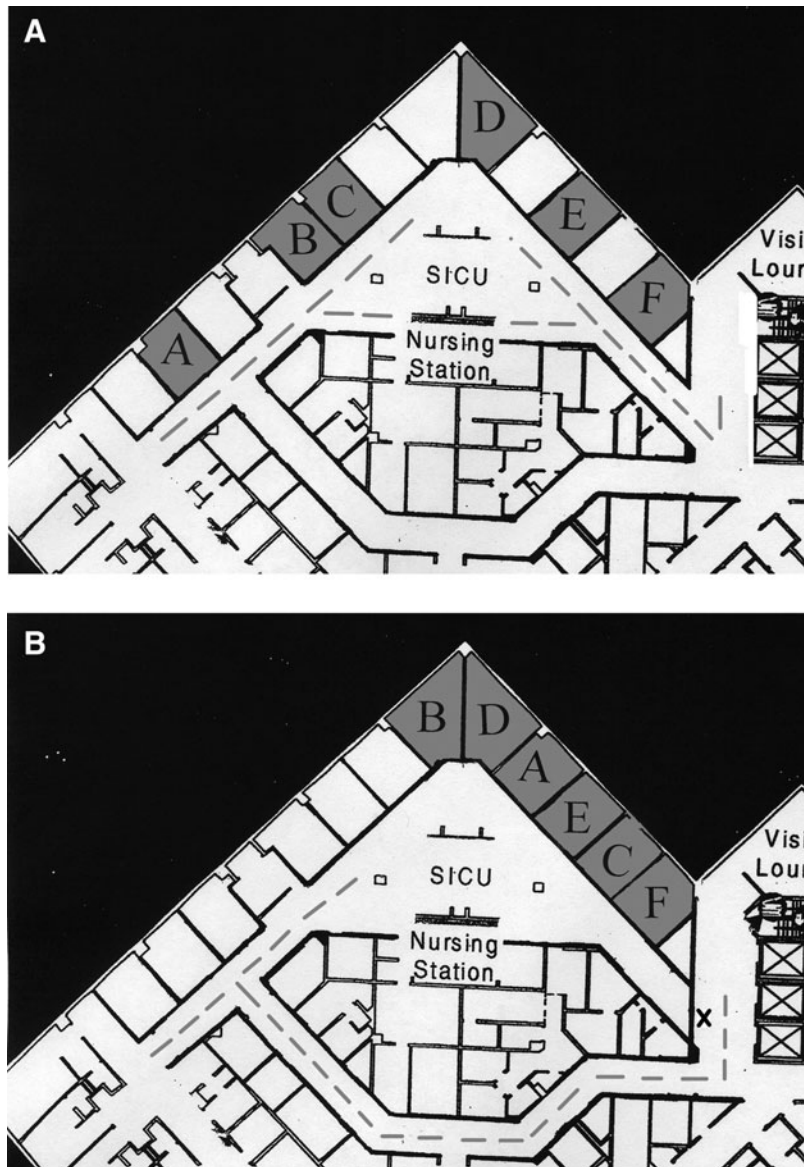 A
D
C
E
B
Visi
Loun
SICU
F
A
Nursing
Station
B
B
D
A
E
C
Visi
Loun
SICU
F
Nursing
Station
x